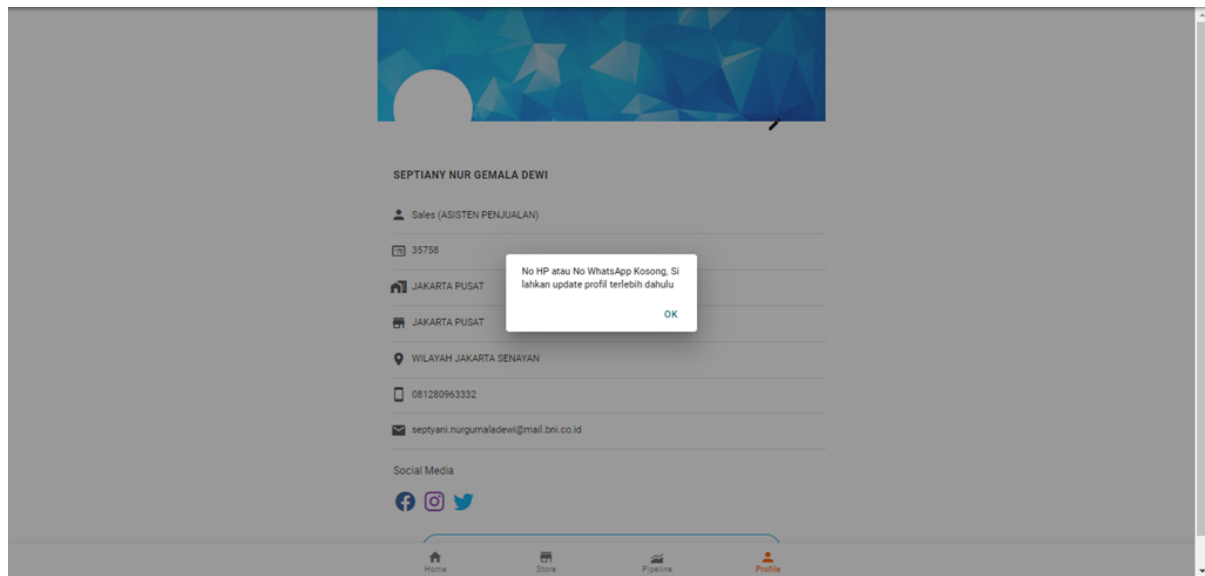 SEPTIANY NUR GEMALA DEWI
Sales (ASISTEN PENJUALAN)
35758
JAKARTA PUSAT
JAKARTA PUSAT
WILAYAH JAKARTA SENAYAN
081280963332
septyani.nurgumaladewi@mail.bni.co.id
Social Media
No HP atau No WhatsApp Kosong, Si
lahkan update profil terlebih dahulu
OK
Home
Store
Pipeline
Profile